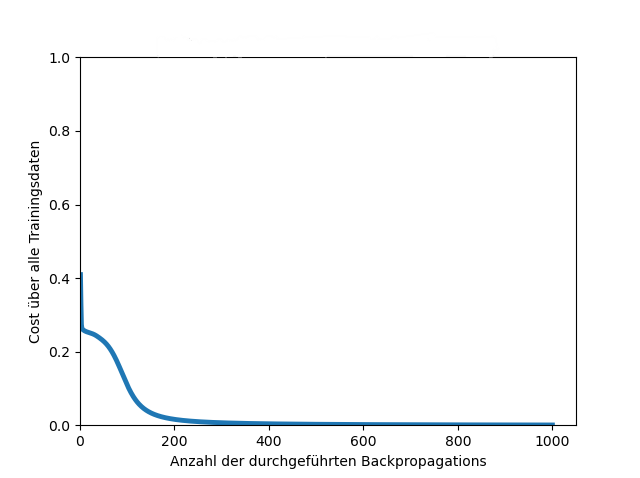 1.0
0.8
0.6
0.4
0.2
0.0
Cost über alle Trainingsdaten
0 200 400 600 800 1000
Anzahl der durchgeführten Backpropagations